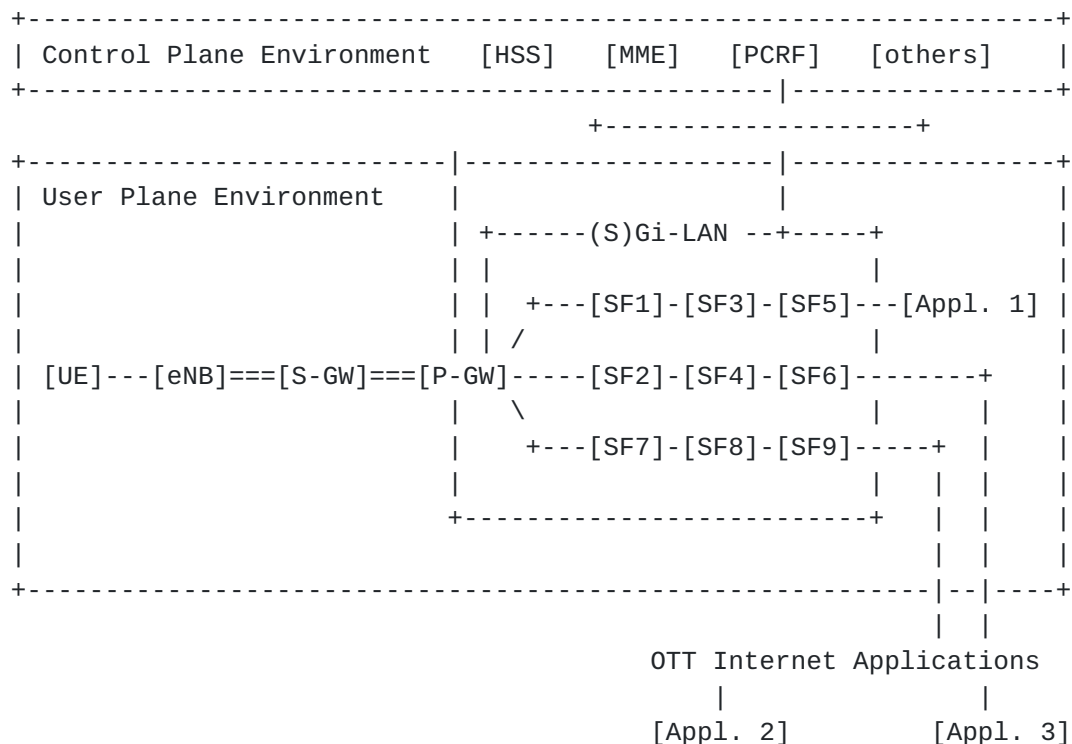 Control Plane Environment [HSS] [MME] [PCRF] [others]
User Plane Environment
(S)Gi-LAN
[SF1]-[SF3]-[SF5]---[Appl. 1]
[UE]---[eNB]===[S-GW]===[P-GW]-----[SF2]-[SF4]-[SF6]
[SF7]-[SF8]-[SF9]
OTT Internet Applications
[Appl. 2] [Appl. 3]